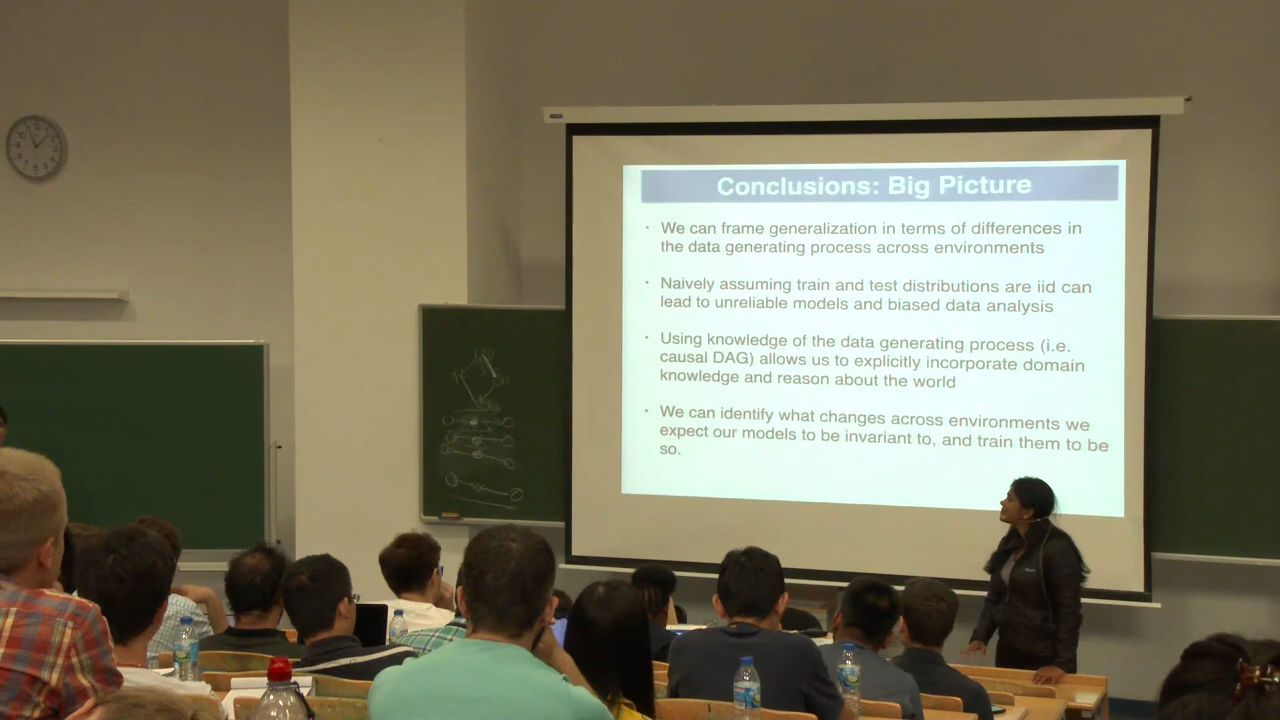 Conclusions: Big Picture
· We can frame generalization in terms of differences in
the data generating process across environments
· Naively assuming train and test distributions are iid can
lead to unreliable models and biased data analysis
· Using knowledge of the data generating process (i.e.
causal DAG) allows us to explicitly incorporate domain
knowledge and reason about the world
· We can identify what changes across environments we
expect our models to be invariant to, and train them to be
so.